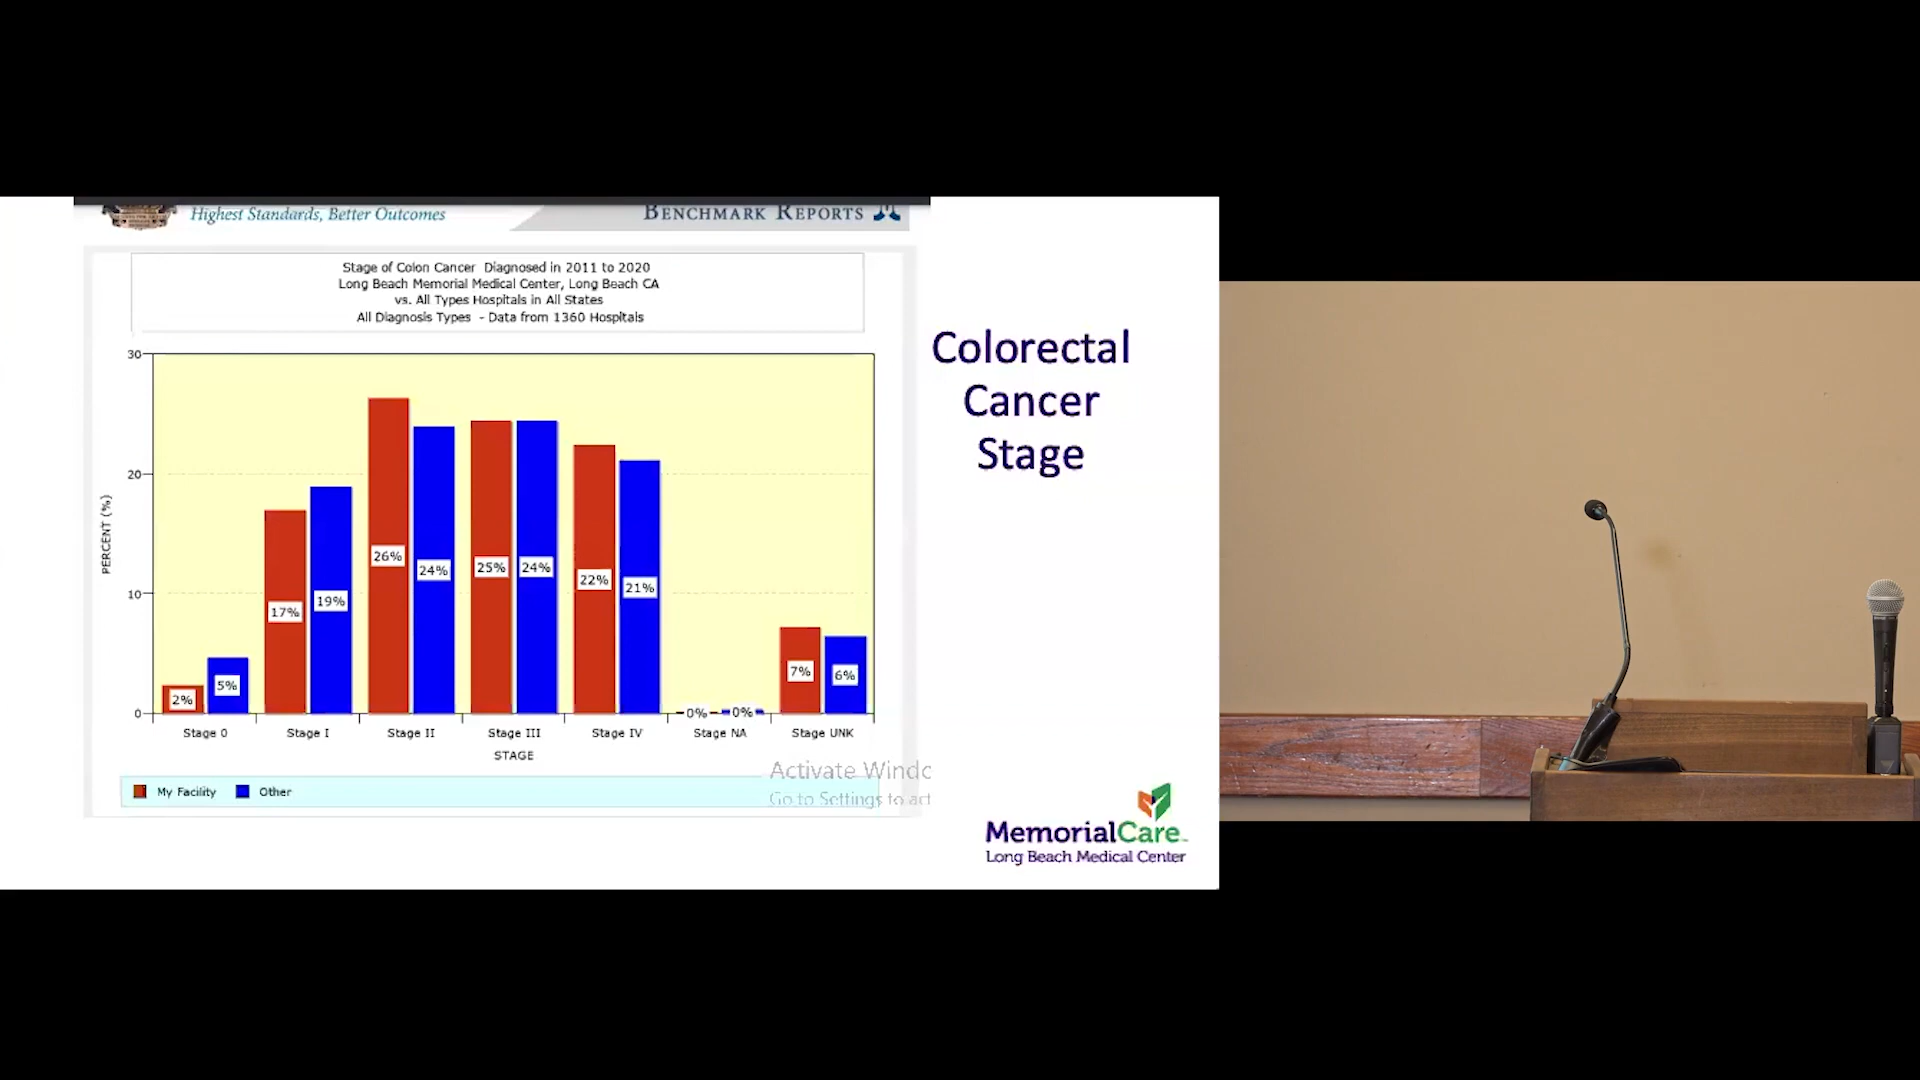 Highest Standards, Better Outcomes
BENCHMARK REPORTS
Stage of Colon Cancer Diagnosed in 2011 to 2020
Long Beach Memorial Medical Center, Long Beach CA
vs. All Types Hospitals in All States
All Diagnosis Types - Data from 1360 Hospitals
Colorectal
Cancer
Stage
PERCENT (%)
30
20
10
0
2%
5%
17%
19%
26%
24%
25%
24%
22%
21%
0%
0%
7%
6%
Stage 0
Stage I
Stage II
Stage III
Stage IV
Stage NA
Stage UNK
STAGE
My Facility
Other
Activate Windo
Go to Settings to act
MemorialCare
Long Beach Medical Center